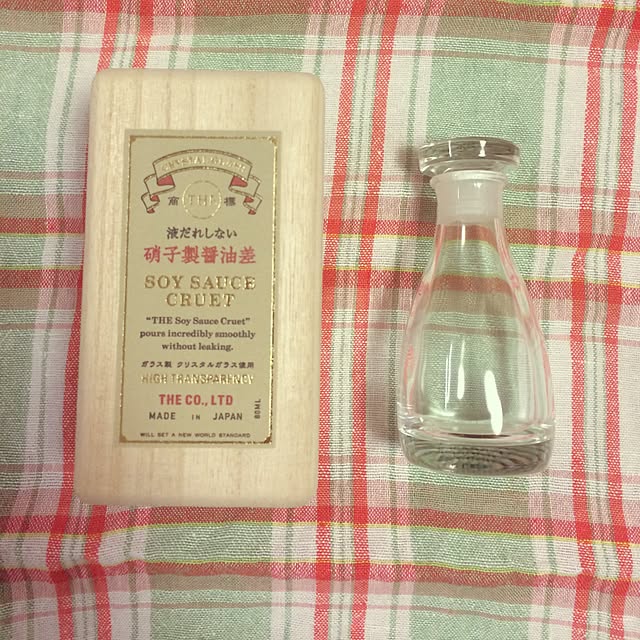 CRYSTAL GLASS
商 THE 標
液だれしない
硝子製醤油差
SOY SAUCE
CRUET
“THE Soy Sauce Cruet”
pours incredibly smoothly
without leaking.
ガラス製 クリスタルガラス使用
HIGH TRANSPARENCY
THE CO., LTD
MADE IN JAPAN
80ML
WILL SET A NEW WORLD STANDARD